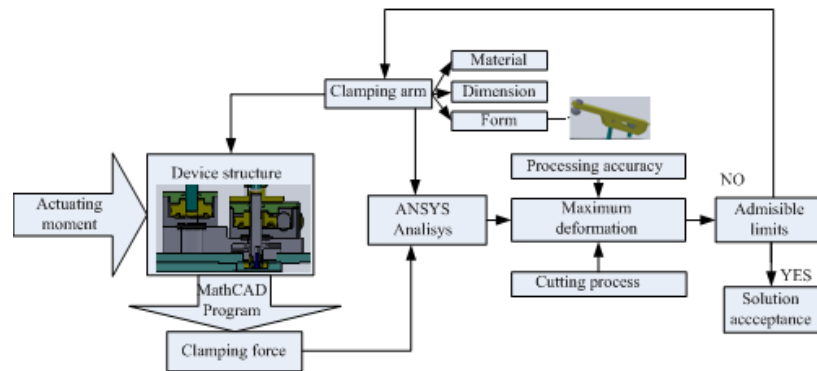 Material
Clamping arm
Dimension
Form
Device structure
Processing accuracy
NO
Actuating
moment
ANSYS
Analisys
Maximum
deformation
Admisible
limits
MathCAD
Program
Cutting process
YES
Clamping force
Solution
accceptance